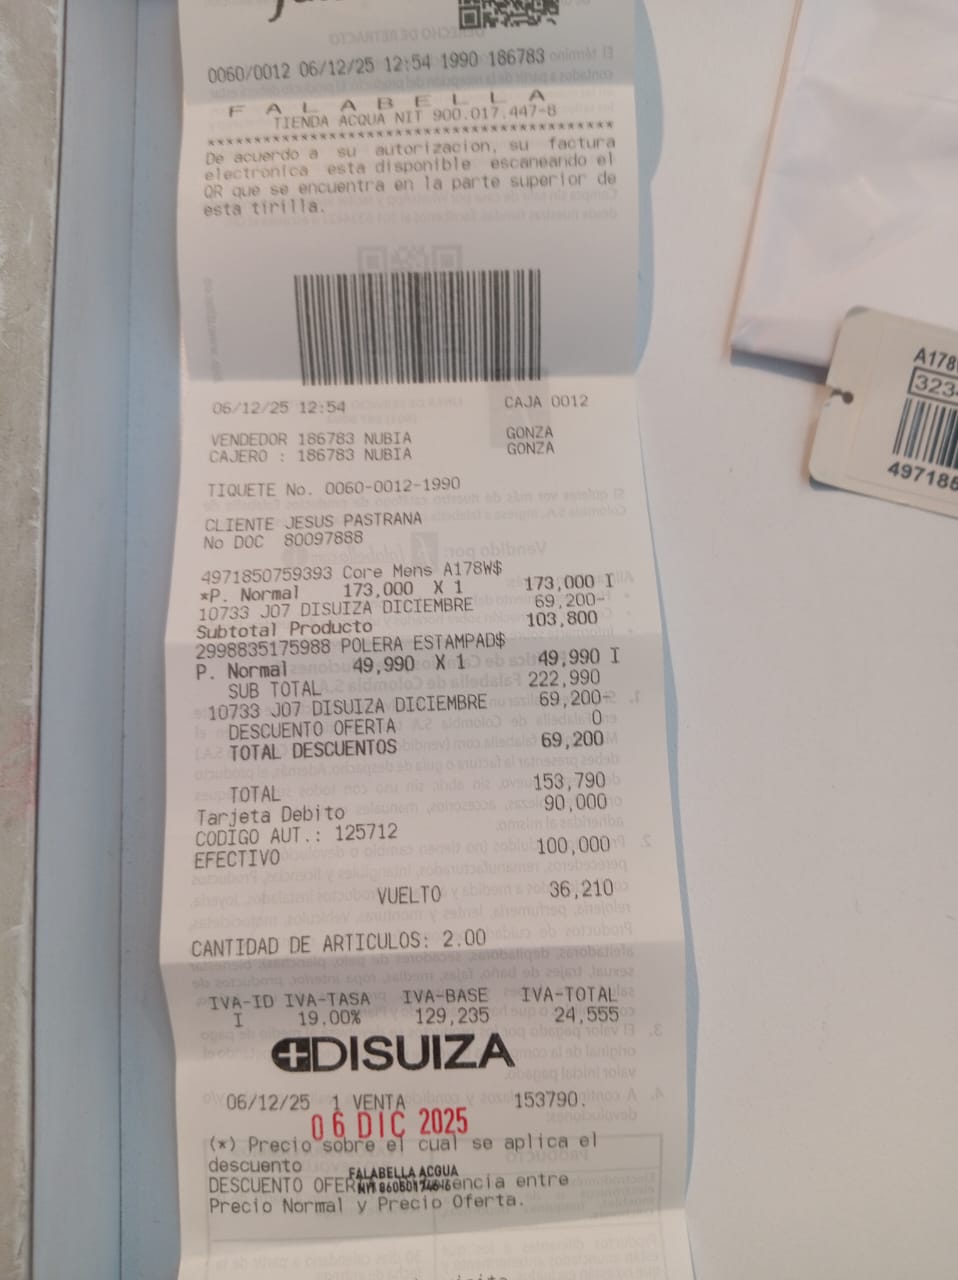 0060/0012 06/12/25 12:54 1990 186783
F A L A B E L L A
TIENDA ACQUA NIT 900.017.447-8
******************************************
De acuerdo a su autorizacion, su factura
electronica esta disponible escaneando el
QR que se encuentra en la parte superior de
esta tirilla.
06/12/25 12:54 CAJA 0012
VENDEDOR 186783 NUBIA GONZA
CAJERO : 186783 NUBIA GONZA
TIQUETE No. 0060-0012-1990
CLIENTE JESUS PASTRANA
No DOC 80097888
4971850759393 Core Mens A178W$
*P. Normal 173,000 X 1 173,000 I
10733 J07 DISUIZA DICIEMBRE 69,200-
Subtotal Producto 103,800
2998835175988 POLERA ESTAMPAD$
P. Normal 49,990 X 1 49,990 I
SUB TOTAL 222,990
10733 J07 DISUIZA DICIEMBRE 69,200-
DESCUENTO OFERTA 0
TOTAL DESCUENTOS 69,200
TOTAL 153,790
Tarjeta Debito 90,000
CODIGO AUT.: 125712
EFECTIVO 100,000
VUELTO 36,210
CANTIDAD DE ARTICULOS: 2.00
IVA-ID IVA-TASA IVA-BASE IVA-TOTAL
I 19.00% 129,235 24,555
DISUIZA
06/12/25 1 VENTA 153790.
06 DIC 2025
(*) Precio sobre el cual se aplica el
descuento
FALABELLA ACQUA
DESCUENTO OFER encia entre
Precio Normal y Precio Oferta.
A178
323
497185